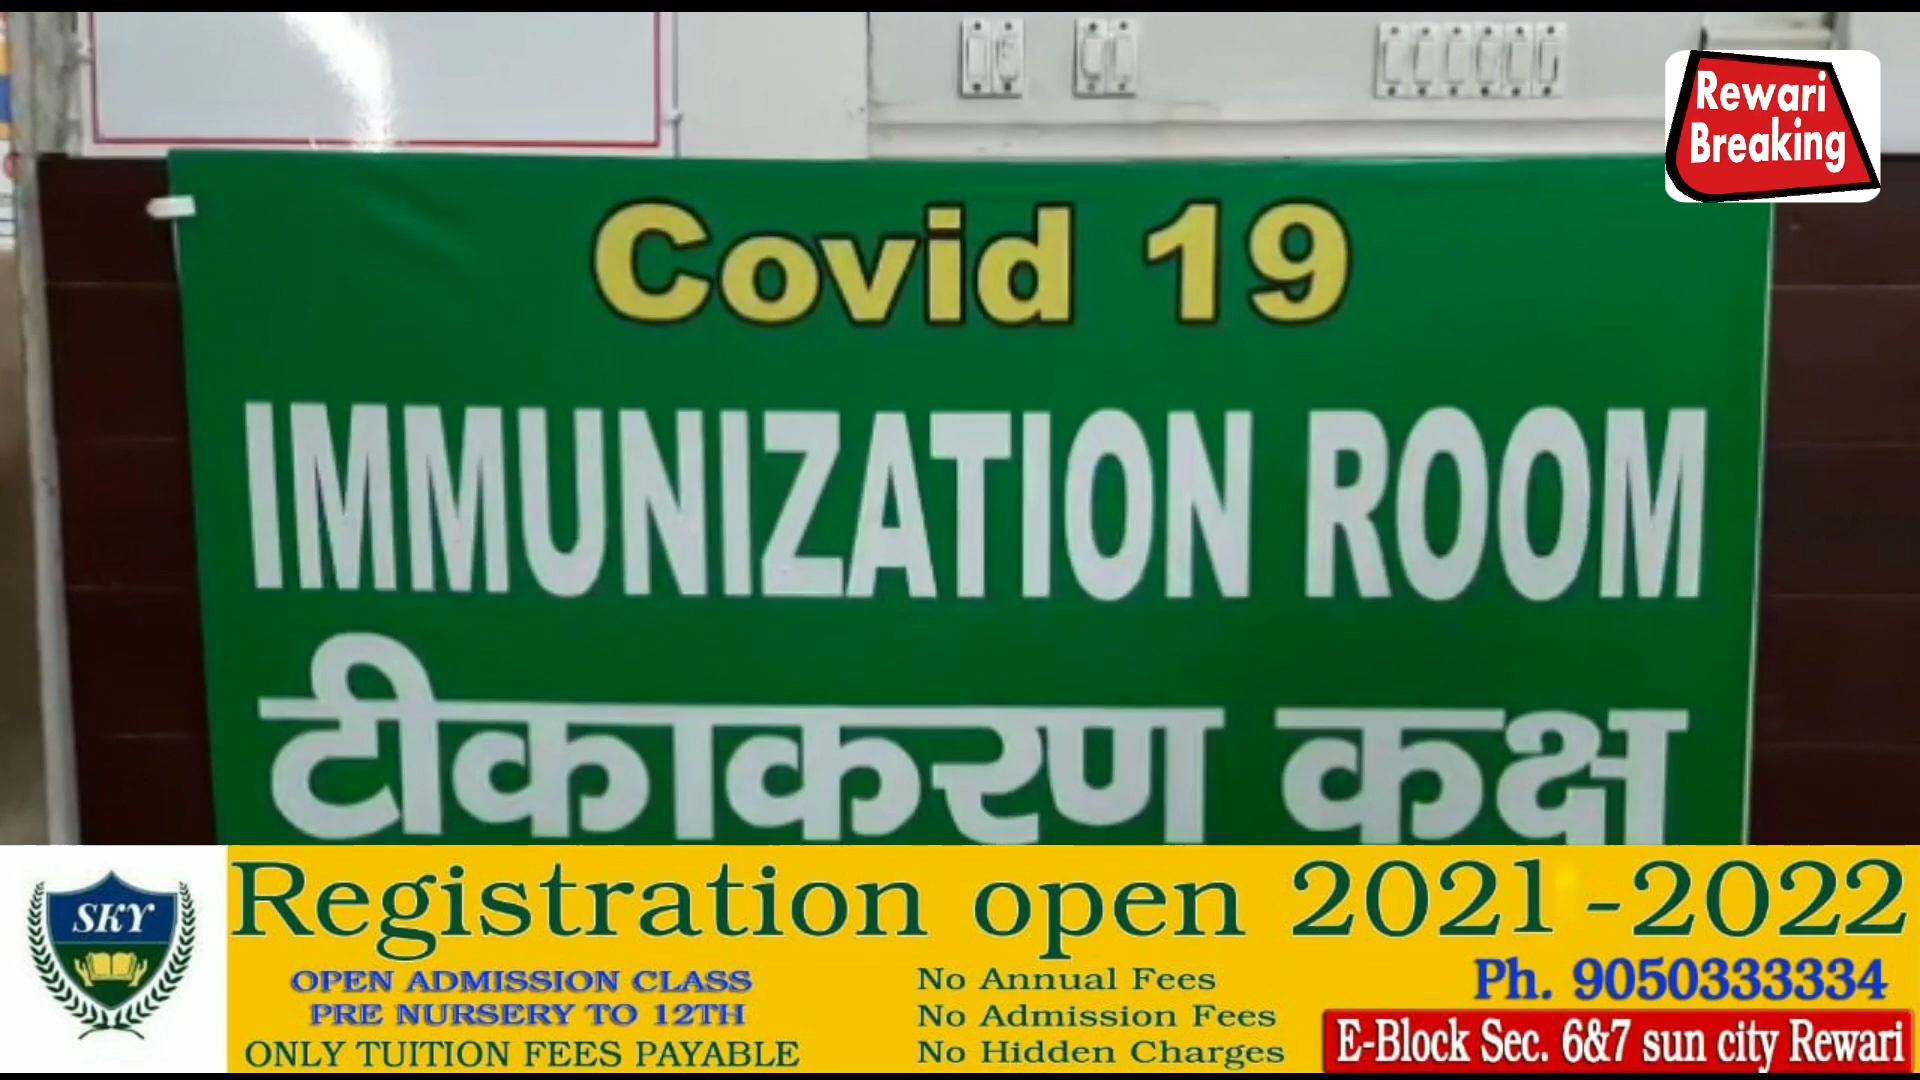 Rewari
Breaking
Covid 19
IMMUNIZATION ROOM
टीकाकरण कक्ष
SKY
Registration open 2021-2022
OPEN ADMISSION CLASS
PRE NURSERY TO 12TH
ONLY TUITION FEES PAYABLE
No Annual Fees
No Admission Fees
No Hidden Charges
Ph. 9050333334
E-Block Sec. 6&7 sun city Rewari